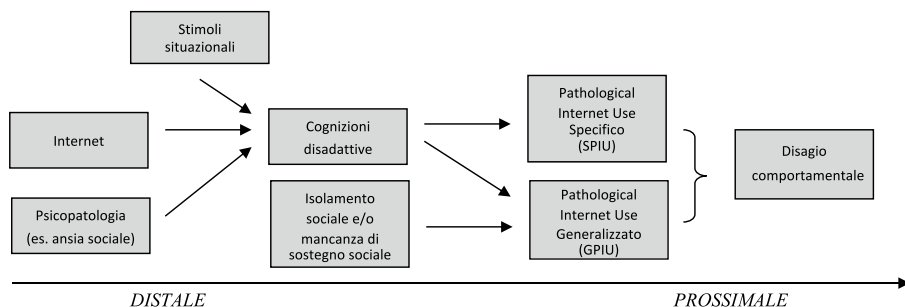 Stimoli
situazionali
Internet
Psicopatologia
(es. ansia sociale)
Cognizioni
disadattive
Isolamento
sociale e/o
mancanza di
sostegno sociale
Pathological
Internet Use
Specifico
(SPIU)
Pathological
Internet Use
Generalizzato
(GPIU)
Disagio
comportamentale
DISTALE
PROSSIMALE